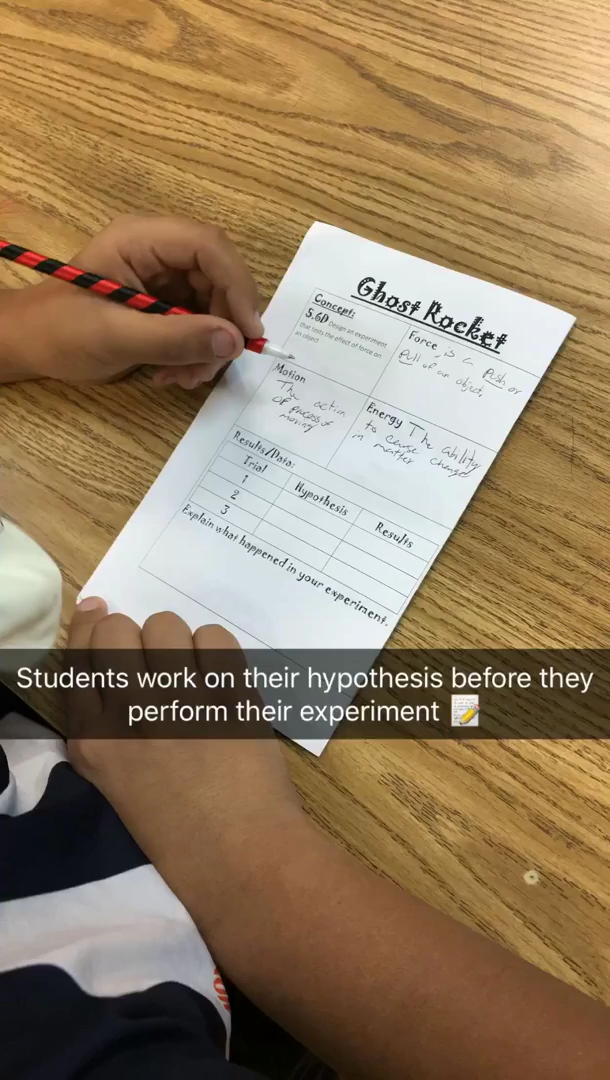 Ghost Rocket
Concept:
5.6D Design an experiment
that tests the effect of force on
an object
Force is a Push or
Pull of an object,
Motion
The action
of process of
moving
Energy The ability
to cause change
in matter
Results/Data:
Trial
Hypothesis
Results
1
2
3
Explain what happened in your experiment.
Students work on their hypothesis before they
perform their experiment 📝